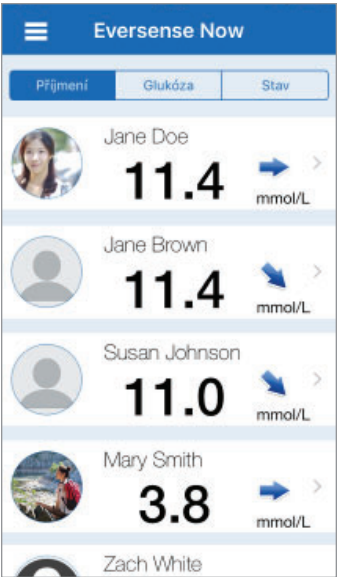 Eversense Now
Příjmení Glukóza Stav
Jane Doe
11.4
mmol/L
Jane Brown
11.4
mmol/L
Susan Johnson
11.0
mmol/L
Mary Smith
3.8
mmol/L
Zach White